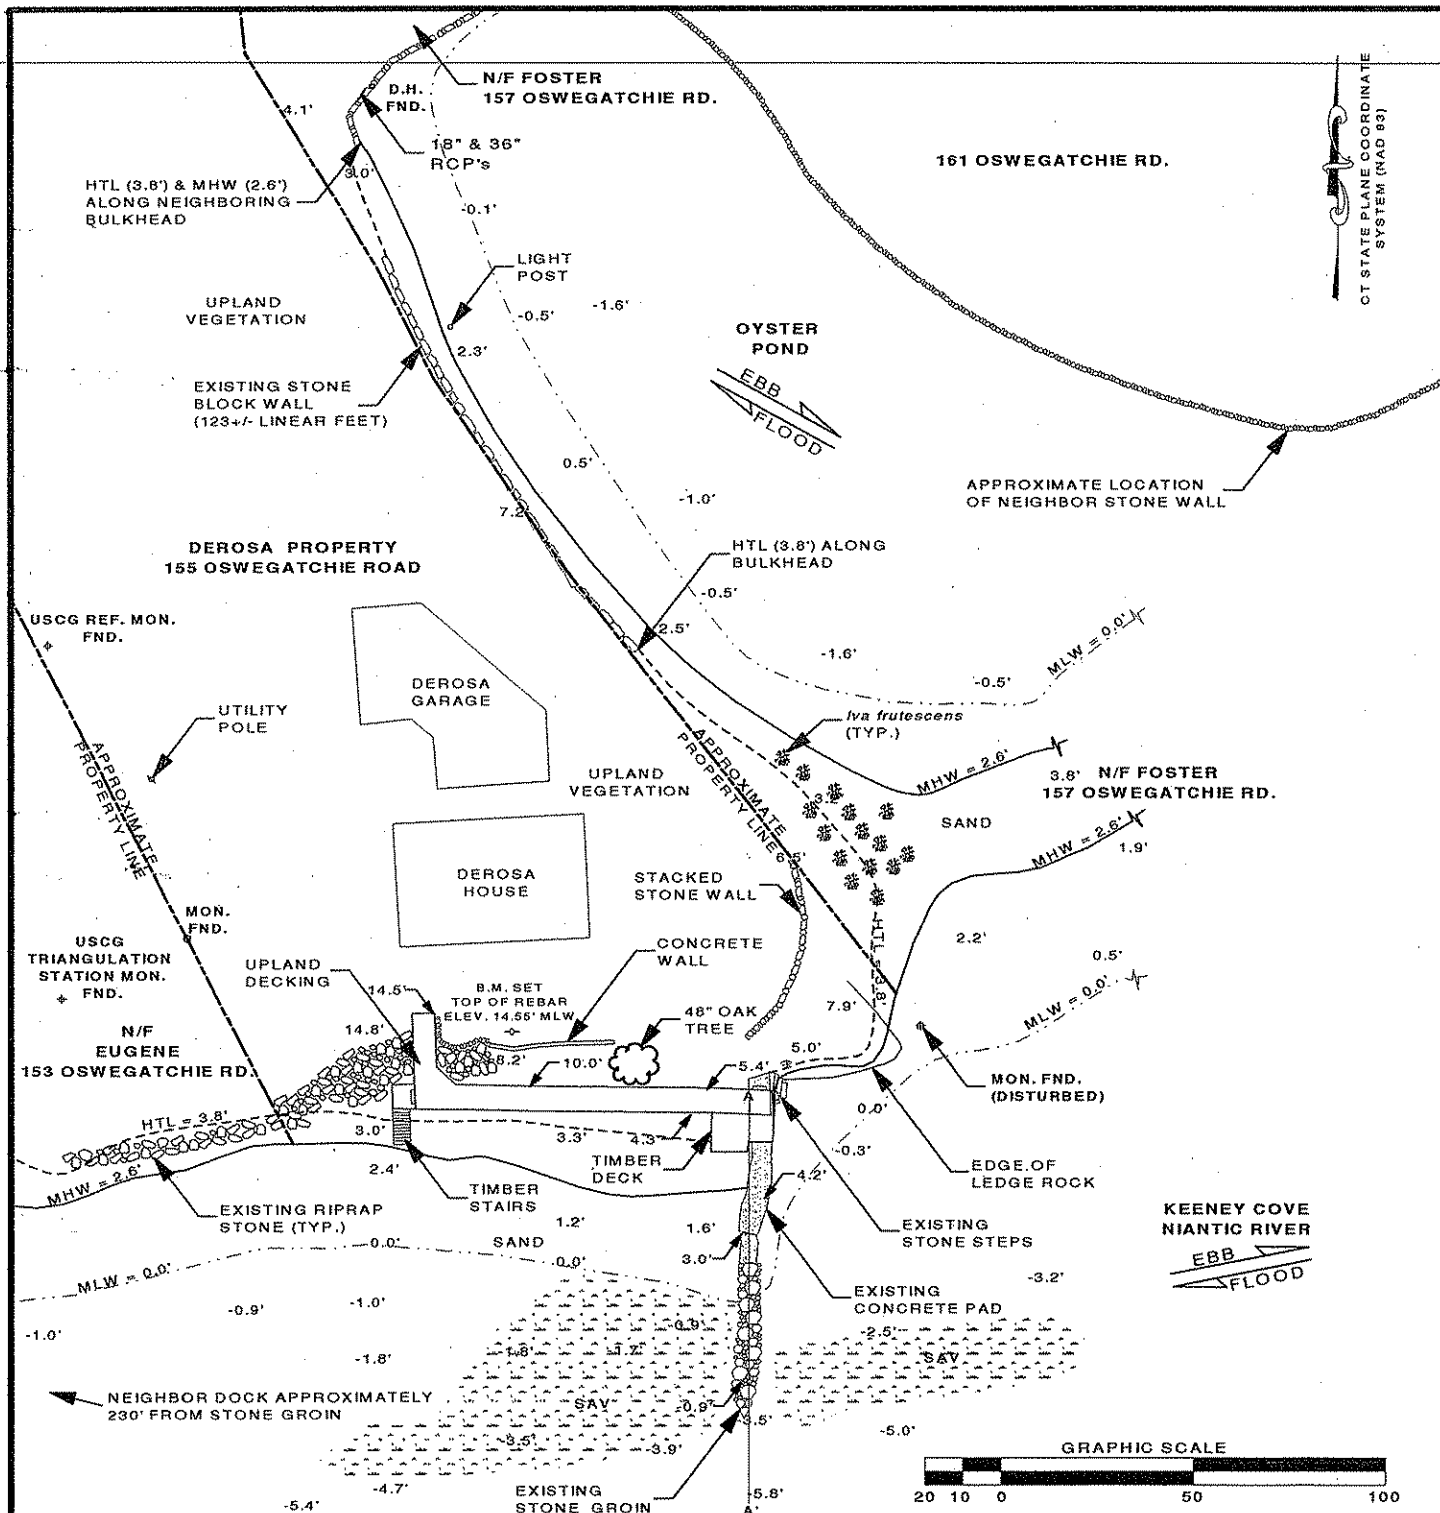 N/F FOSTER
157 OSWEGATCHIE RD.
D.H.
FND.
4.1'
18" & 36"
RCP's
3.0'
HTL (3.8') & MHW (2.6')
ALONG NEIGHBORING
BULKHEAD
161 OSWEGATCHIE RD.
CT STATE PLANE COORDINATE
SYSTEM (NAD 83)
-0.1'
LIGHT
POST
UPLAND
VEGETATION
-0.5'
-1.6'
2.3'
OYSTER
POND
EBB
FLOOD
EXISTING STONE
BLOCK WALL
(123+/- LINEAR FEET)
0.5'
-1.0'
7.2'
APPROXIMATE LOCATION
OF NEIGHBOR STONE WALL
DEROSA PROPERTY
155 OSWEGATCHIE ROAD
HTL (3.8') ALONG
BULKHEAD
-0.5'
USCG REF. MON.
FND.
2.5'
-1.6'
-0.5'
MLW = 0.0'
DEROSA
GARAGE
UTILITY
POLE
Iva frutescens
(TYP.)
APPROXIMATE
PROPERTY LINE
UPLAND
VEGETATION
APPROXIMATE
PROPERTY LINE
MHW = 2.6'
3.8'
N/F FOSTER
157 OSWEGATCHIE RD.
SAND
MHW = 2.6'
1.9'
6.5'
DEROSA
HOUSE
STACKED
STONE WALL
MON.
FND.
USCG
TRIANGULATION
STATION MON.
FND.
UPLAND
DECKING
CONCRETE
WALL
HTL = 3.8'
2.2'
0.5'
MLW = 0.0'
14.5'
B.M. SET
TOP OF REBAR
ELEV. 14.55' MLW
48" OAK
TREE
7.9'
N/F
EUGENE
153 OSWEGATCHIE RD.
14.8'
8.2'
10.0'
5.4'
5.0'
MON. FND.
(DISTURBED)
A
0.0'
HTL = 3.8'
3.0'
3.3'
4.3'
-0.3'
2.4'
TIMBER
DECK
4.2'
EDGE OF
LEDGE ROCK
MHW = 2.6'
TIMBER
STAIRS
EXISTING RIPRAP
STONE (TYP.)
1.2'
1.6'
EXISTING
STONE STEPS
KEENEY COVE
NIANTIC RIVER
EBB
FLOOD
0.0'
SAND
0.0'
3.0'
MLW = 0.0'
-3.2'
EXISTING
CONCRETE PAD
-0.9'
-1.0'
-1.0'
-0.9'
-2.5'
-1.8'
-1.8'
-1.7'
SAV
NEIGHBOR DOCK APPROXIMATELY
230' FROM STONE GROIN
SAV
-0.9'
-3.5'
-3.5'
-3.9'
-5.0'
GRAPHIC SCALE
20 10 0 50 100
-4.7'
EXISTING
STONE GROIN
-5.4'
-5.8'
A'